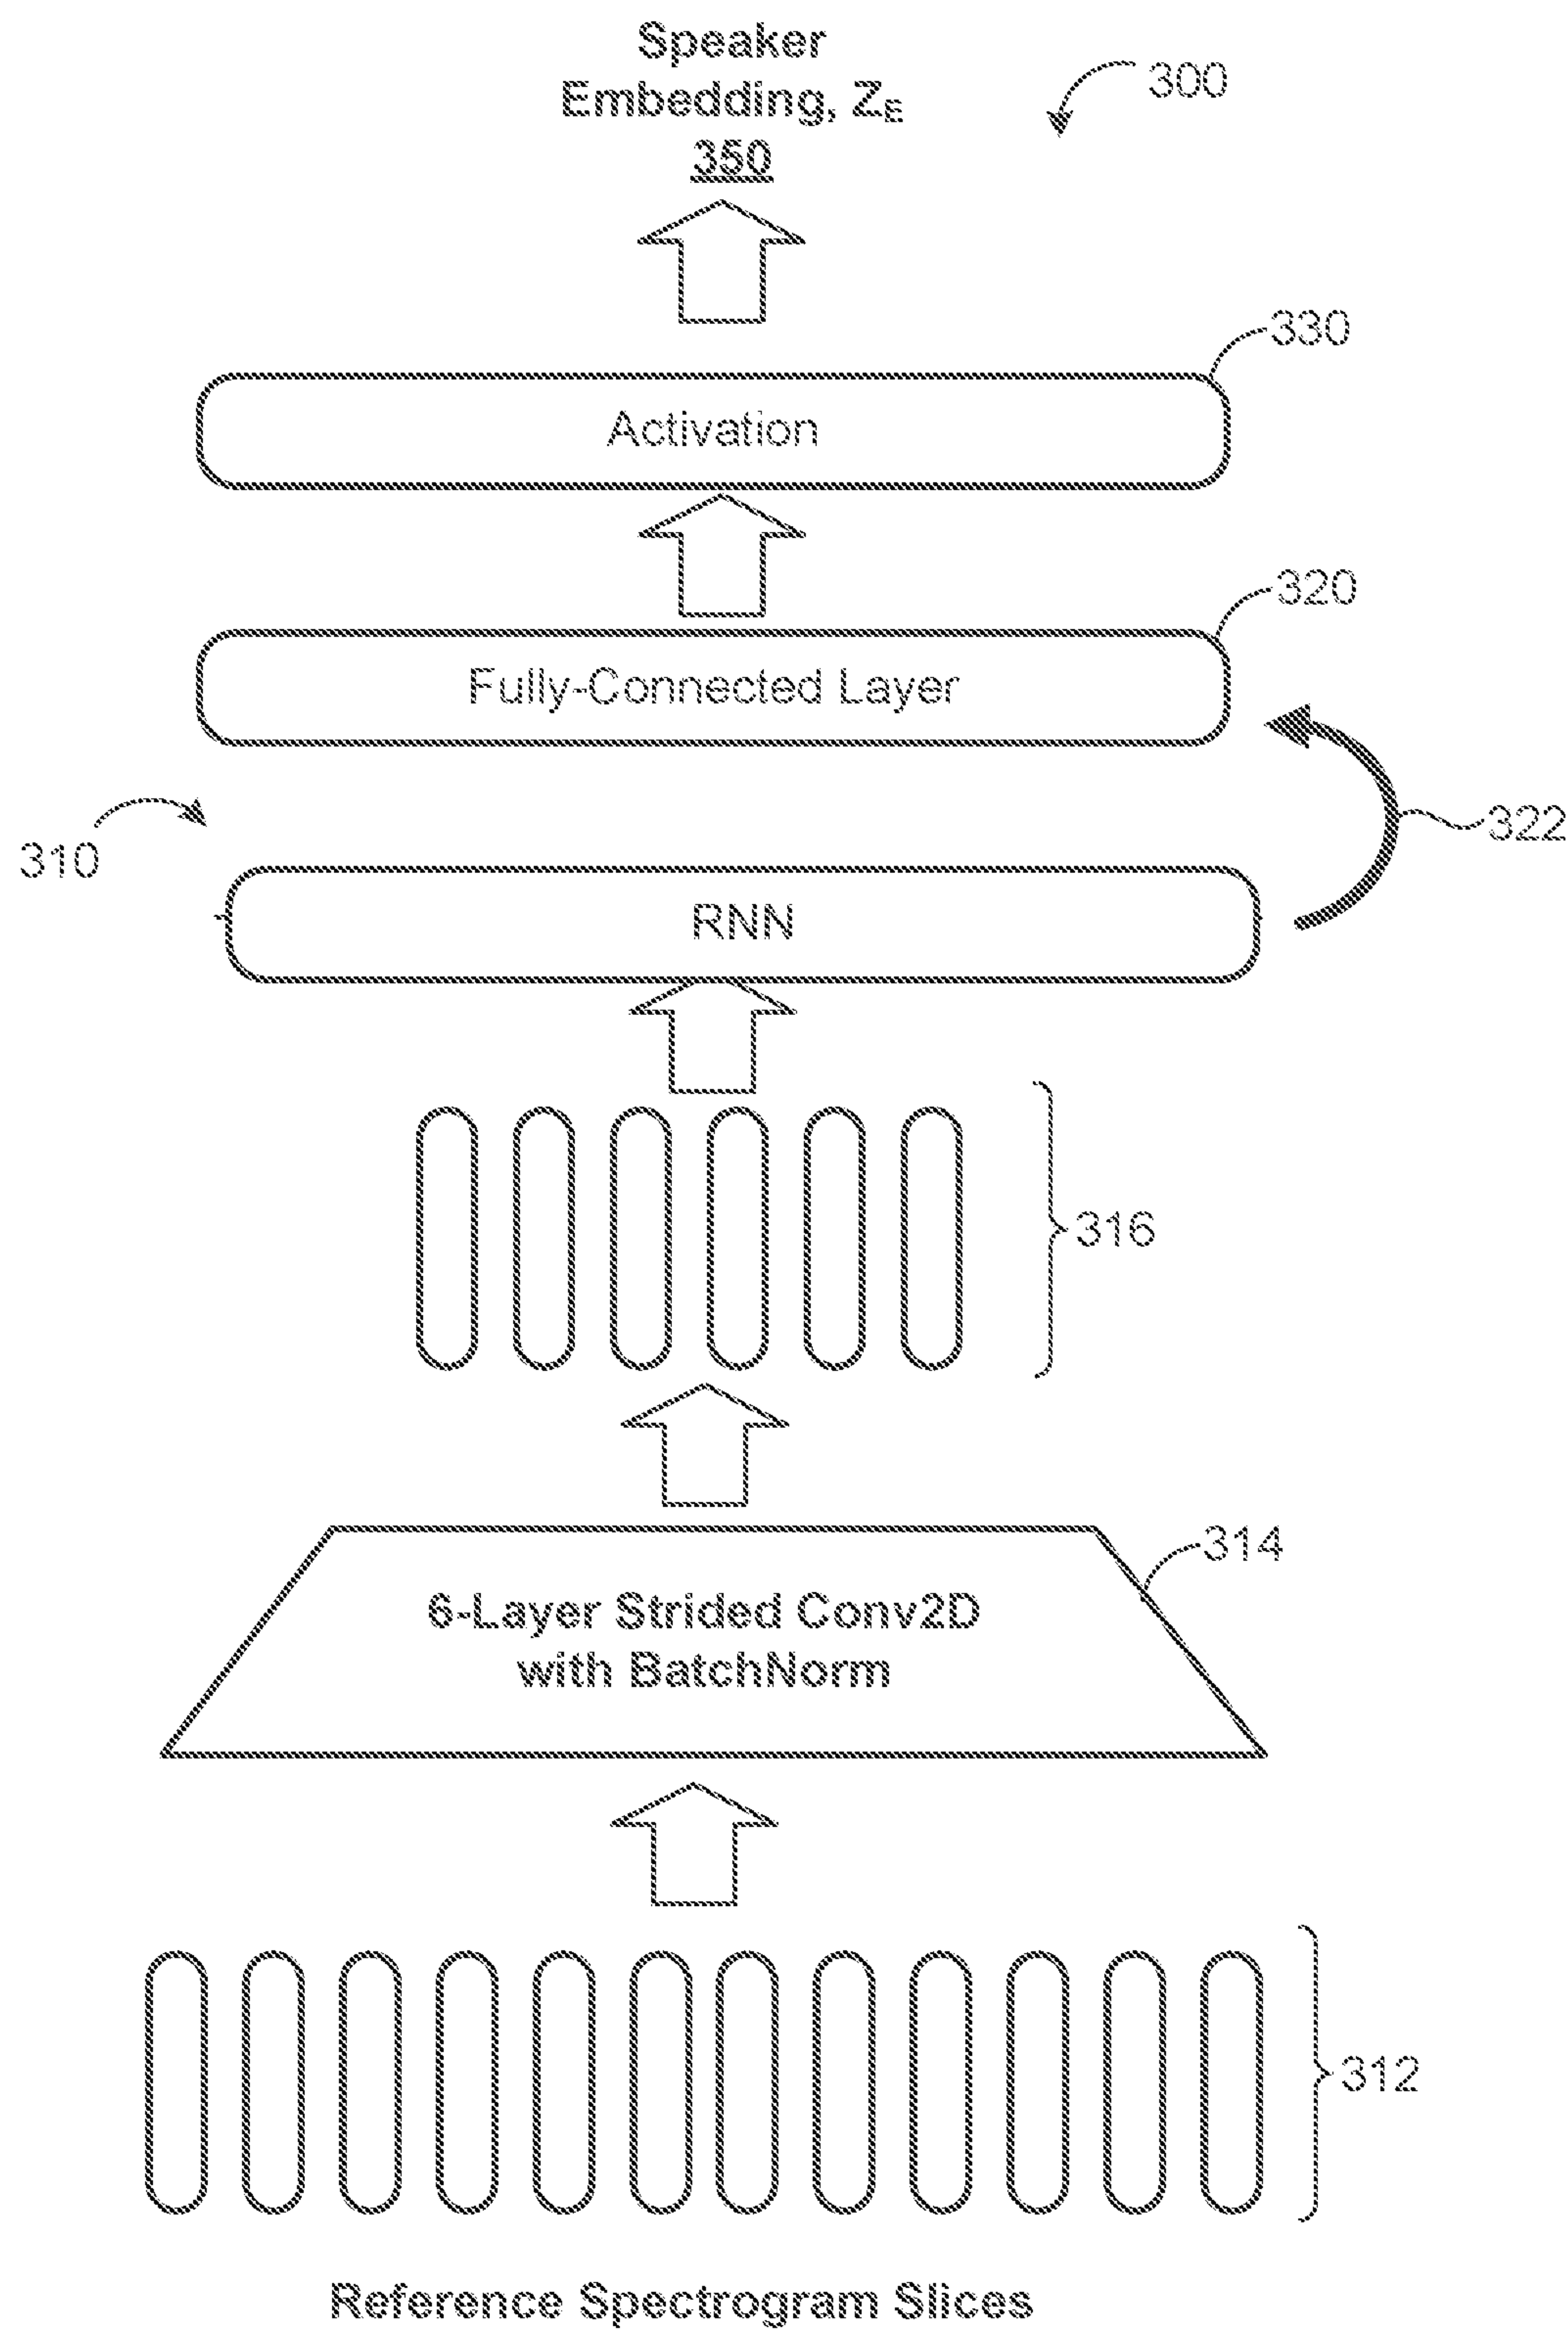 Speaker
Embedding, ZE
350
300
330
Activation
320
Fully-Connected Layer
322
310
RNN
316
314
6-Layer Strided Conv2D
with BatchNorm
312
Reference Spectrogram Slices